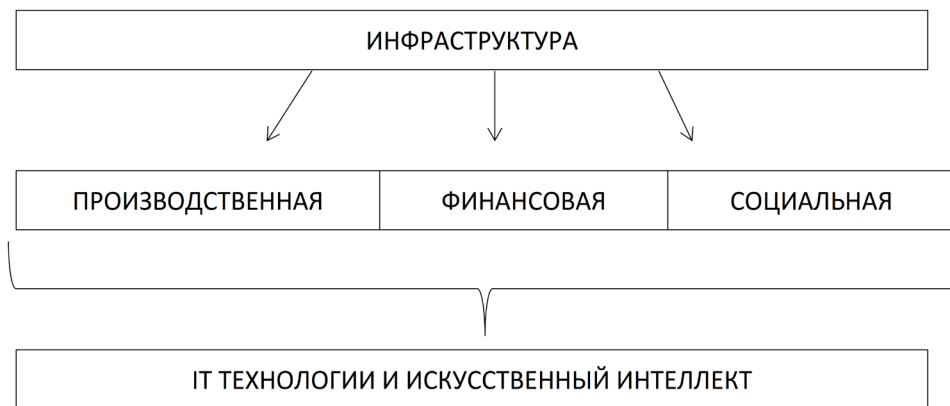 ИНФРАСТРУКТУРА
ПРОИЗВОДСТВЕННАЯ ФИНАНСОВАЯ СОЦИАЛЬНАЯ
IT ТЕХНОЛОГИИ И ИСКУССТВЕННЫЙ ИНТЕЛЛЕКТ